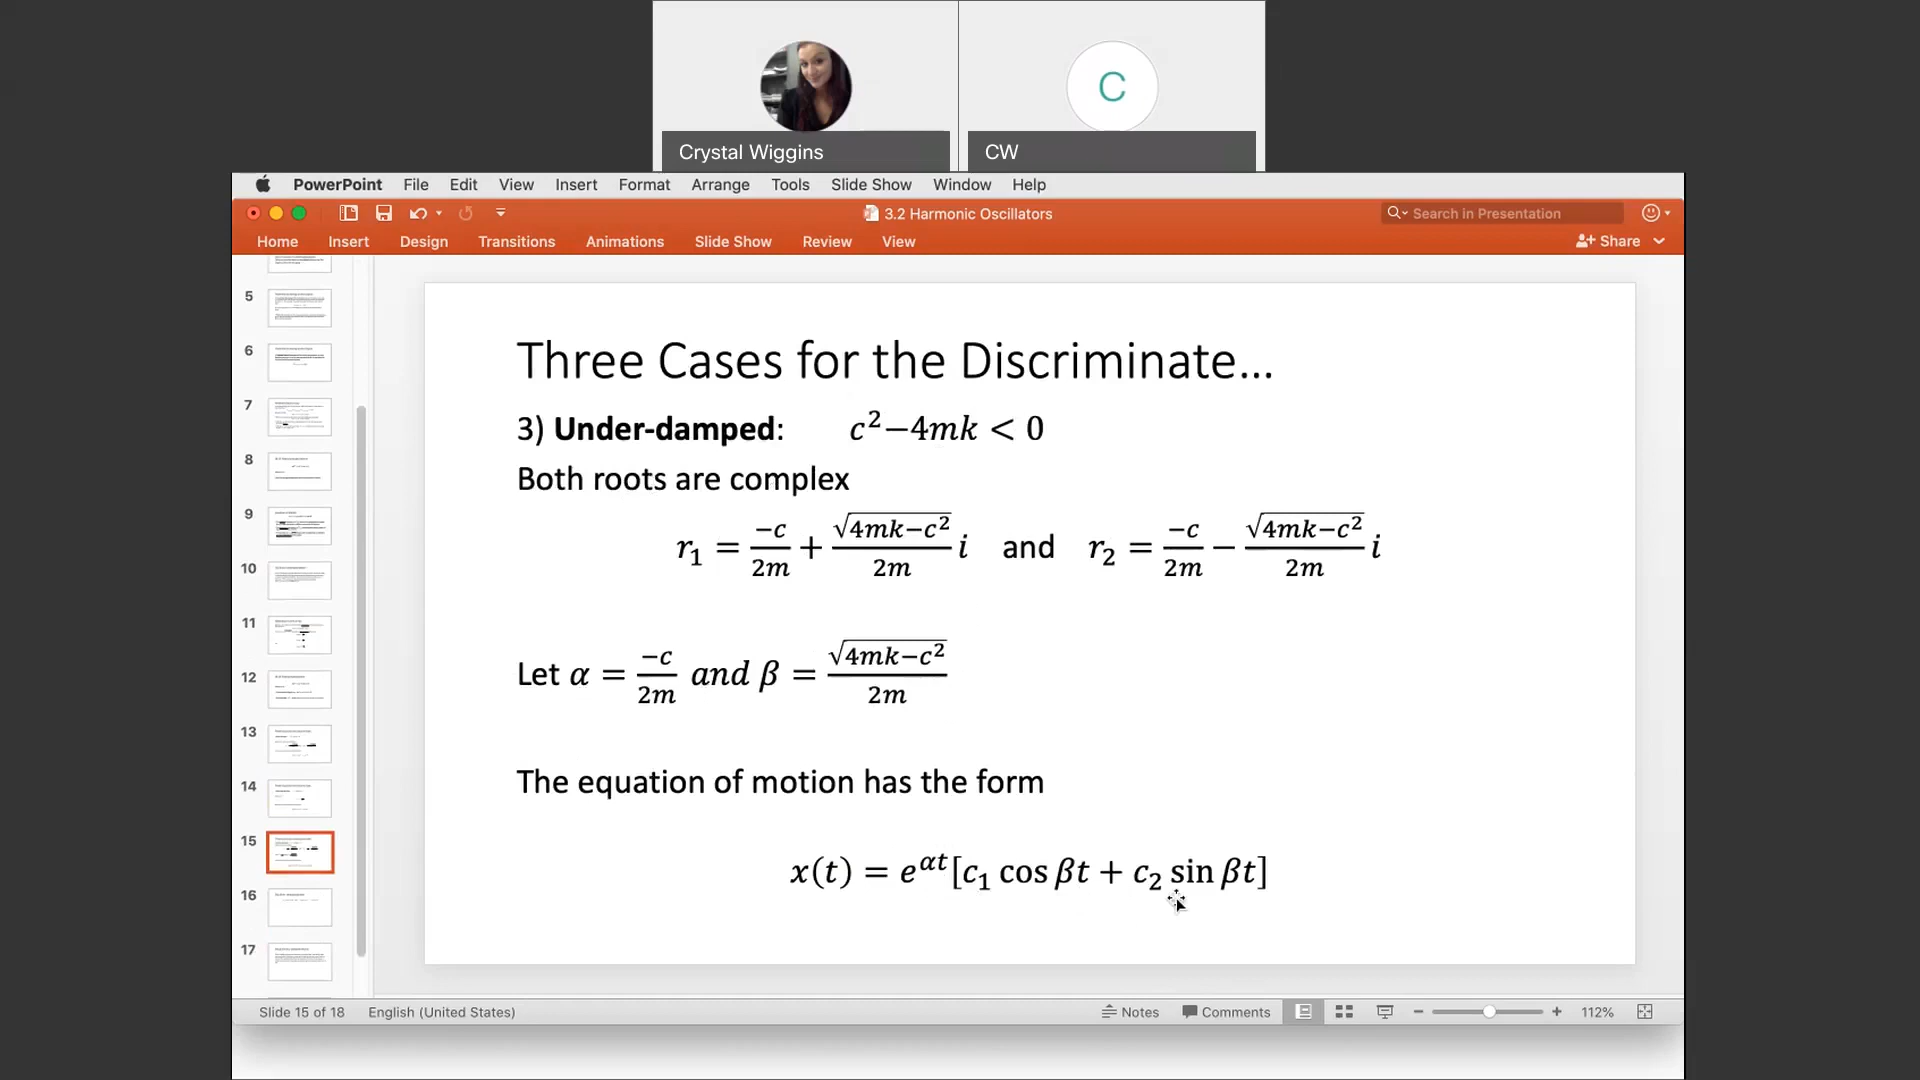 C
Crystal Wiggins
CW
PowerPoint File Edit View Insert Format Arrange Tools Slide Show Window Help
3.2 Harmonic Oscillators
Search in Presentation
Home Insert Design Transitions Animations Slide Show Review View
Share
5
6
7
8
9
10
11
12
13
14
15
16
17
Three Cases for the Discriminate...
3) Under-damped: c²−4mk < 0
Both roots are complex
r₁ = −c/2m + √(4mk−c²)/2m i and r₂ = −c/2m − √(4mk−c²)/2m i
Let α = −c/2m and β = √(4mk−c²)/2m
The equation of motion has the form
x(t) = e^αt [c₁ cos βt + c₂ sin βt]
Slide 15 of 18 English (United States) Notes Comments 112%